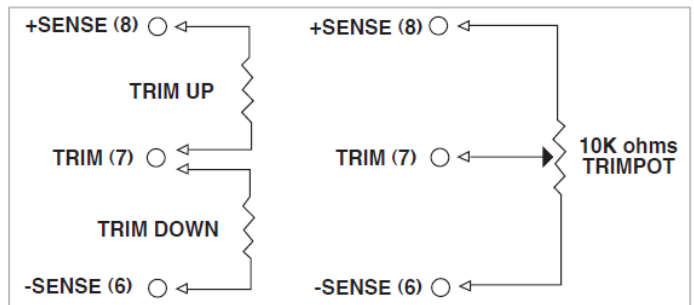 +SENSE (8)
TRIM UP
TRIM (7)
TRIM DOWN
-SENSE (6)
+SENSE (8)
TRIM (7)
10K ohms
TRIMPOT
-SENSE (6)